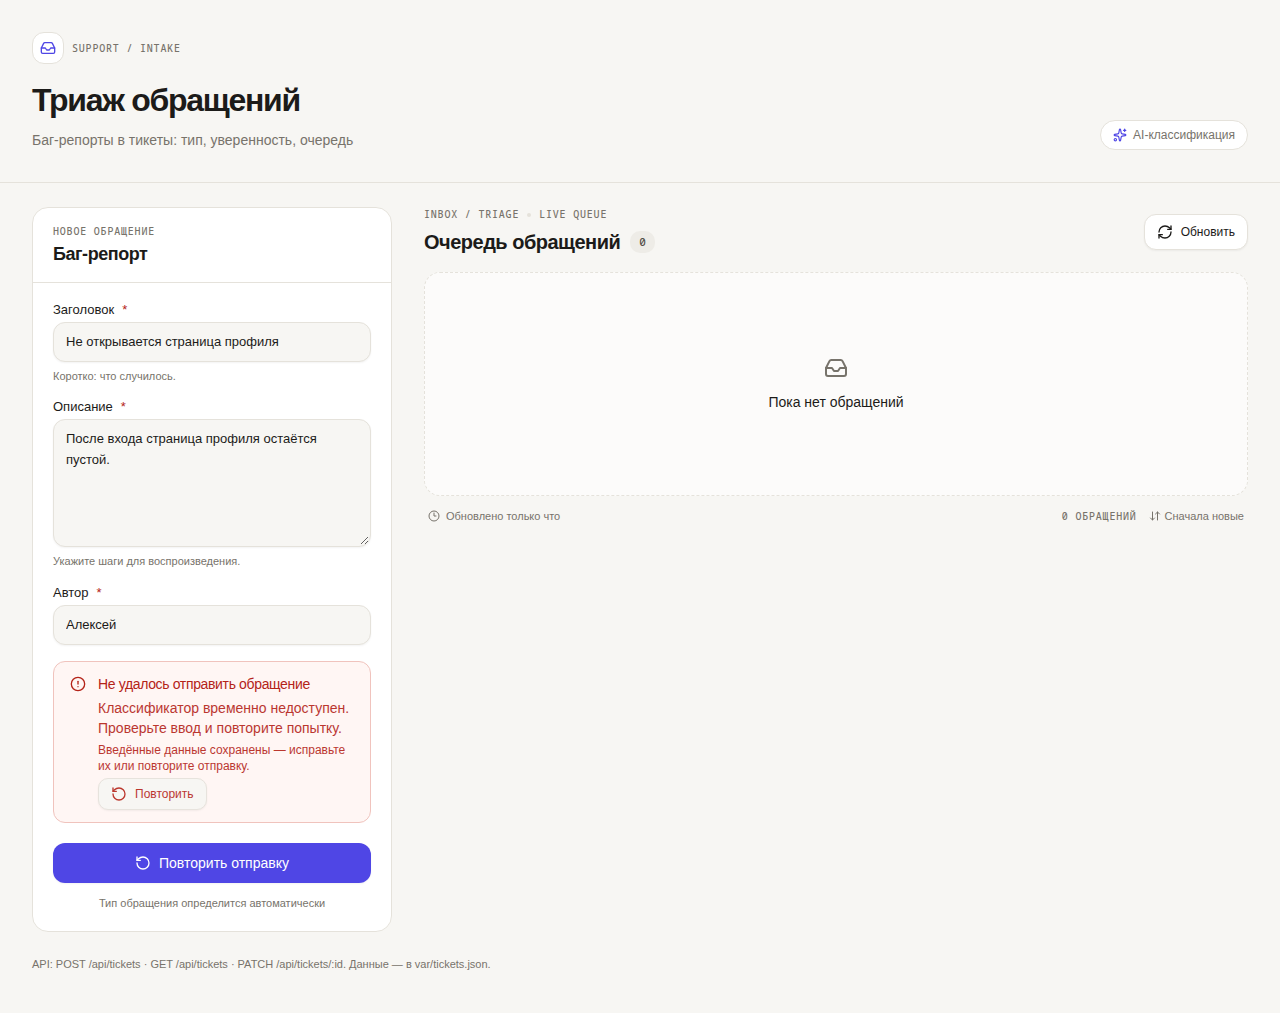 SUPPORT / INTAKE
Триаж обращений
Баг-репорты в тикеты: тип, уверенность, очередь
AI-классификация
НОВОЕ ОБРАЩЕНИЕ
Баг-репорт
Заголовок *
Не открывается страница профиля
Коротко: что случилось.
Описание *
После входа страница профиля остаётся
пустой.
Укажите шаги для воспроизведения.
Автор *
Алексей
Не удалось отправить обращение
Классификатор временно недоступен.
Проверьте ввод и повторите попытку.
Введённые данные сохранены — исправьте
их или повторите отправку.
Повторить
Повторить отправку
Тип обращения определится автоматически
INBOX / TRIAGE · LIVE QUEUE
Очередь обращений 0
Обновить
Пока нет обращений
Обновлено только что
0 ОБРАЩЕНИЙ
Сначала новые
API: POST /api/tickets · GET /api/tickets · PATCH /api/tickets/:id. Данные — в var/tickets.json.